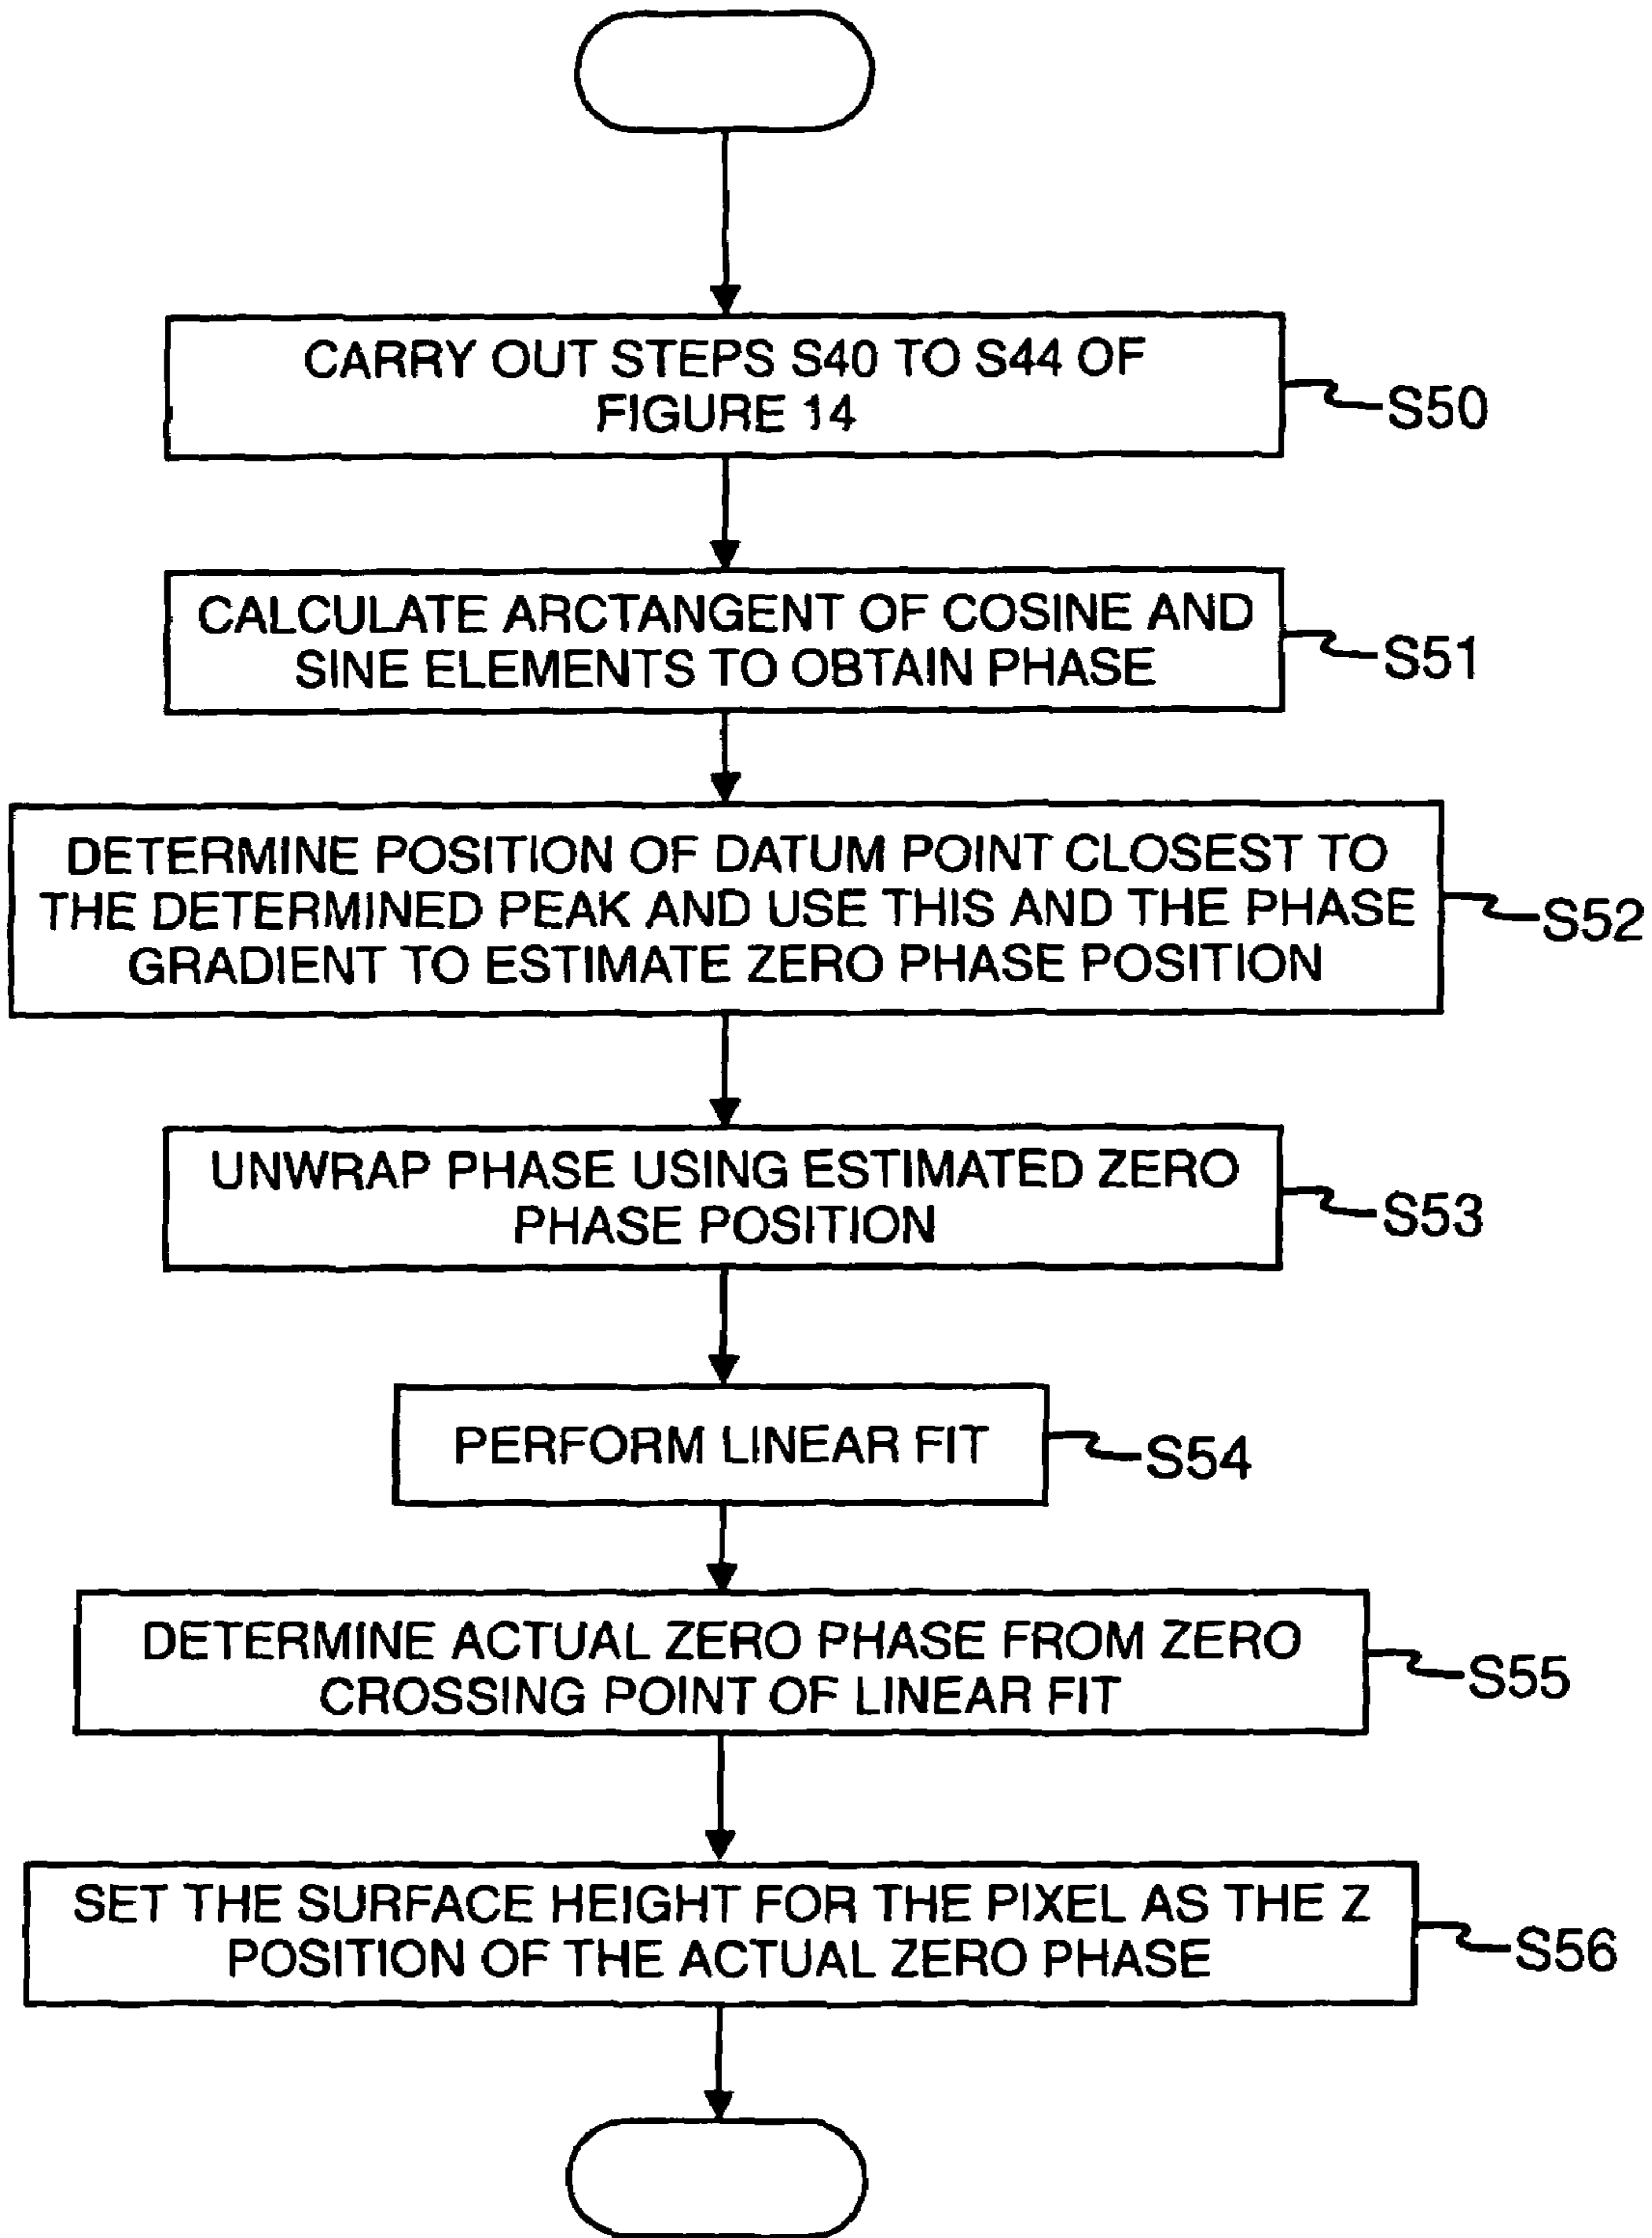 CARRY OUT STEPS S40 TO S44 OF
FIGURE 14
S50
CALCULATE ARCTANGENT OF COSINE AND
SINE ELEMENTS TO OBTAIN PHASE
S51
DETERMINE POSITION OF DATUM POINT CLOSEST TO
THE DETERMINED PEAK AND USE THIS AND THE PHASE
GRADIENT TO ESTIMATE ZERO PHASE POSITION
S52
UNWRAP PHASE USING ESTIMATED ZERO
PHASE POSITION
S53
PERFORM LINEAR FIT
S54
DETERMINE ACTUAL ZERO PHASE FROM ZERO
CROSSING POINT OF LINEAR FIT
S55
SET THE SURFACE HEIGHT FOR THE PIXEL AS THE Z
POSITION OF THE ACTUAL ZERO PHASE
S56